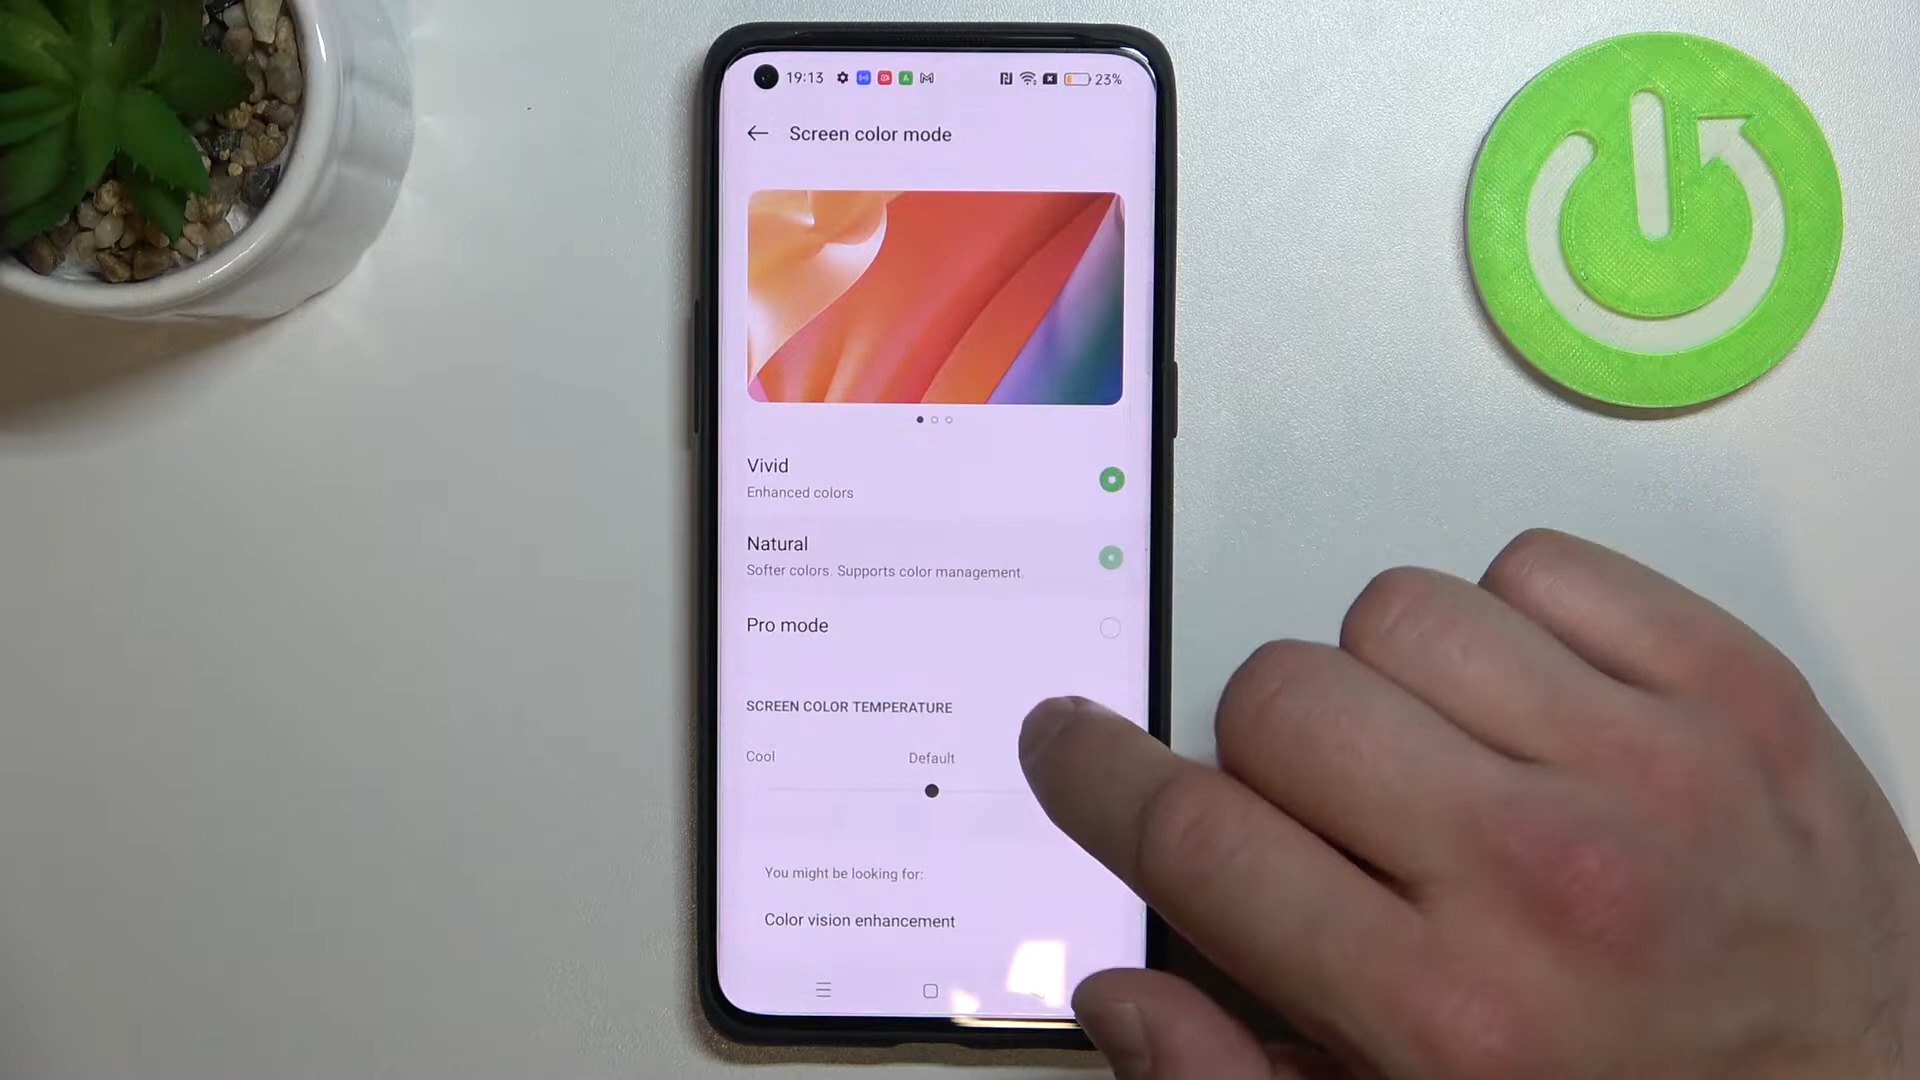 19:13
23%
Screen color mode
Vivid
Enhanced colors
Natural
Softer colors. Supports color management.
Pro mode
SCREEN COLOR TEMPERATURE
Cool
Default
You might be looking for:
Color vision enhancement